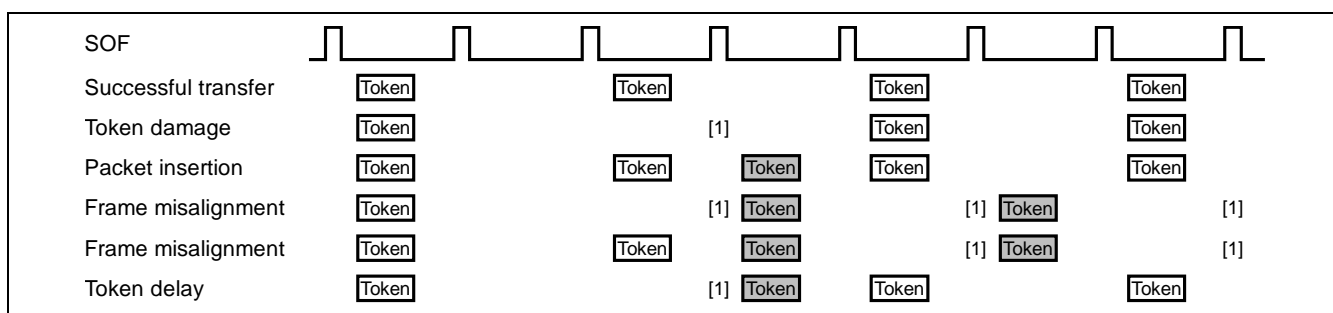 SOF
Successful transfer Token Token Token Token
Token damage Token [1] Token Token
Packet insertion Token Token Token Token Token
Frame misalignment Token [1] Token [1] Token [1]
Frame misalignment Token Token Token [1] Token [1]
Token delay Token [1] Token Token Token